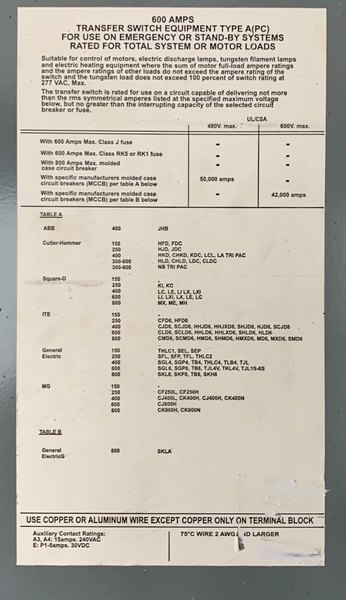 600 AMPS
TRANSFER SWITCH EQUIPMENT TYPE A(PC)
FOR USE ON EMERGENCY OR STAND-BY SYSTEMS
RATED FOR TOTAL SYSTEM OR MOTOR LOADS
Suitable for control of motors, electric discharge lamps, tungsten filament lamps
and electric heating equipment where the sum of motor full-load ampere ratings
and the ampere ratings of other loads do not exceed the ampere rating of the
switch and the tungsten load does not exceed 100 percent of switch rating at
277 VAC, Max.
The transfer switch is rated for use on a circuit capable of delivering not more
than the rms symmetrical amperes listed at the specified maximum voltage
below, but no greater than the interrupting capacity of the selected circuit
breaker or fuse.
UL/CSA
480V. max. 600V. max.
With 600 Amps Max. Class J fuse - -
With 600 Amps Max. Class RK5 or RK1 fuse - -
With 800 Amps Max. molded
case circuit breaker - -
With specific manufacturers molded case
circuit breakers (MCCB) per table A below 50,000 amps -
With specific manufacturers molded case
circuit breakers (MCCB) per table B below - 42,000 amps
TABLE A
ABB 400 JHB
Cutler-Hammer 150 HFD, FDC
250 HJD, JDC
400 HKD, CHKD, KDC, LCL, LA TRI PAC
300-600 HLD, CHLD, LDC, CLDC
300-800 NB TRI PAC
Square-D 150 -
250 KI, KC
400 LC, LE, LI LX, LXI
600 LI, LXI, LX, LE, LC
800 MX, ME, MH
ITE 150 -
250 CFD6, HFD6
400 CJD6, SCJD6, HHJD6, HHJXD6, SHJD6, HJD6, SCJD6
600 CLD6, SCLD6, HHLD6, HHLXD6, SHLD6, HLD6
800 CMD6, SCMD6, HMD6, SHMD6, HMXD6, MD6, MXD6, SMD6
General 150 THLC1, SEL, SEP
Electric 250 SFL, SFP, TFL, THLC2
400 SGL4, SGP4, TB4, THLC4, TLB4, TJL
600 SGL6, SGP6, TB6, TJL4V, TKL4V, TJL1S-6S
800 SKL8, SKP8, TB8, SKH8
MG 150 -
250 CF250L, CF250H
400 CJ400L, CK400H, CJ400H, CK400N
600 CJ600H
800 CK800H, CK800N
TABLE B
General 800 SKLA
ElectricG
USE COPPER OR ALUMINUM WIRE EXCEPT COPPER ONLY ON TERMINAL BLOCK
Auxiliary Contact Ratings: 75°C WIRE 2 AWG AND LARGER
A3, A4: 15amps. 240VAC
E: P1-5amps. 30VDC